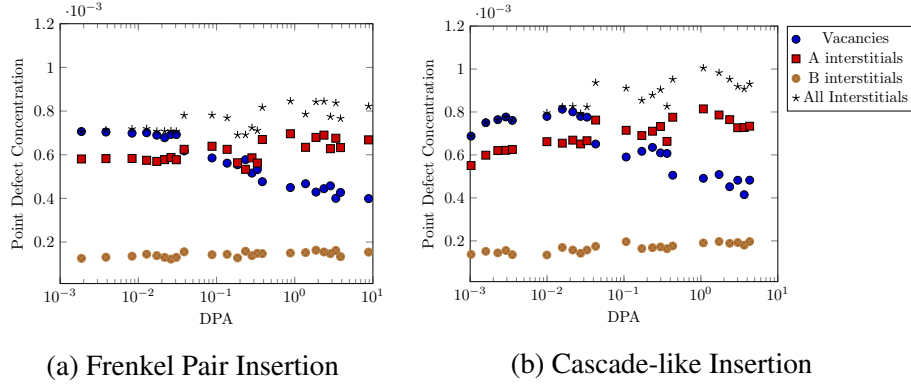 ·10⁻³
1.2
1
0.8
0.6
0.4
0.2
Point Defect Concentration
10⁻³ 10⁻² 10⁻¹ 10⁰ 10¹
DPA
(a) Frenkel Pair Insertion
·10⁻³
1.2
1
0.8
0.6
0.4
0.2
Point Defect Concentration
10⁻³ 10⁻² 10⁻¹ 10⁰ 10¹
DPA
(b) Cascade-like Insertion
Vacancies
A interstitials
B interstitials
All Interstitials